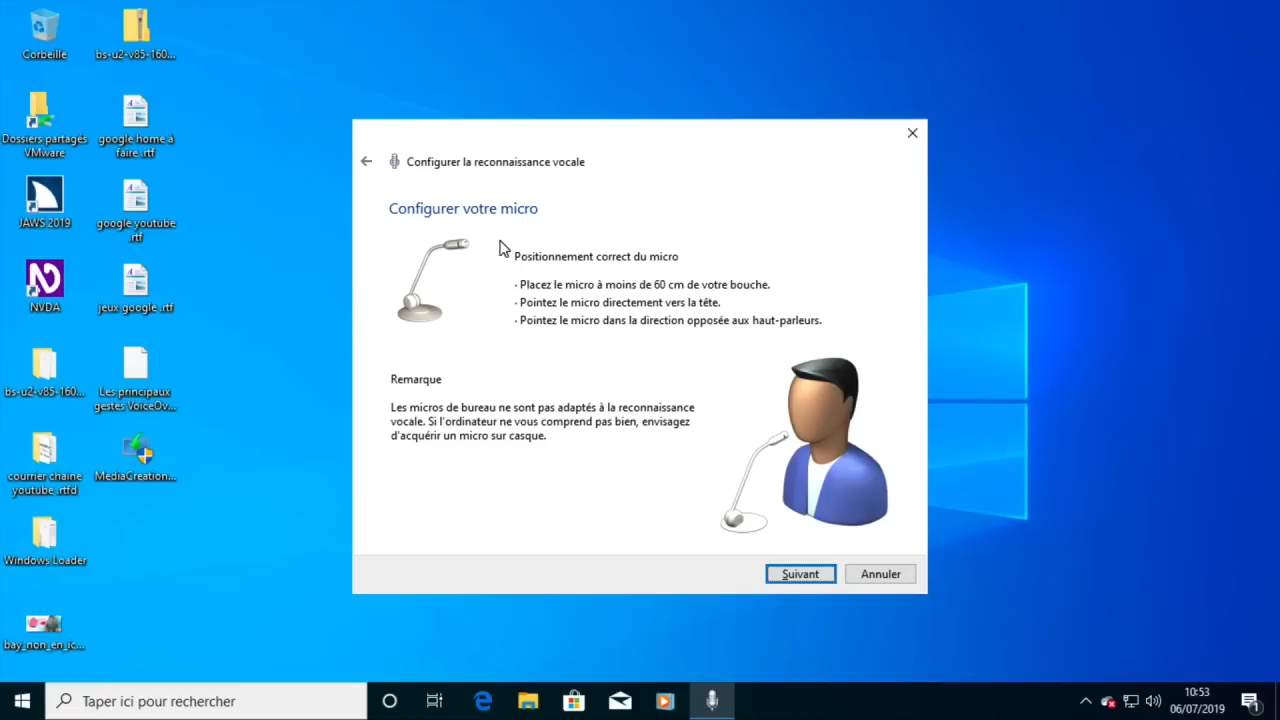 Corbeille
bs-u2-v85-160...
Dossiers partagés
VMware
google home à
faire .rtf
JAWS 2019
google youtube
.rtf
NVDA
jeux google .rtf
bs-u2-v85-160...
Les principaux
gestes VoiceOv...
courrier chaine
youtube .rtfd
MediaCreation...
Windows Loader
bay_non_en_ic...
Configurer la reconnaissance vocale
Configurer votre micro
Positionnement correct du micro
· Placez le micro à moins de 60 cm de votre bouche.
· Pointez le micro directement vers la tête.
· Pointez le micro dans la direction opposée aux haut-parleurs.
Remarque
Les micros de bureau ne sont pas adaptés à la reconnaissance
vocale. Si l'ordinateur ne vous comprend pas bien, envisagez
d'acquérir un micro sur casque.
Suivant
Annuler
Taper ici pour rechercher
10:53
06/07/2019
1